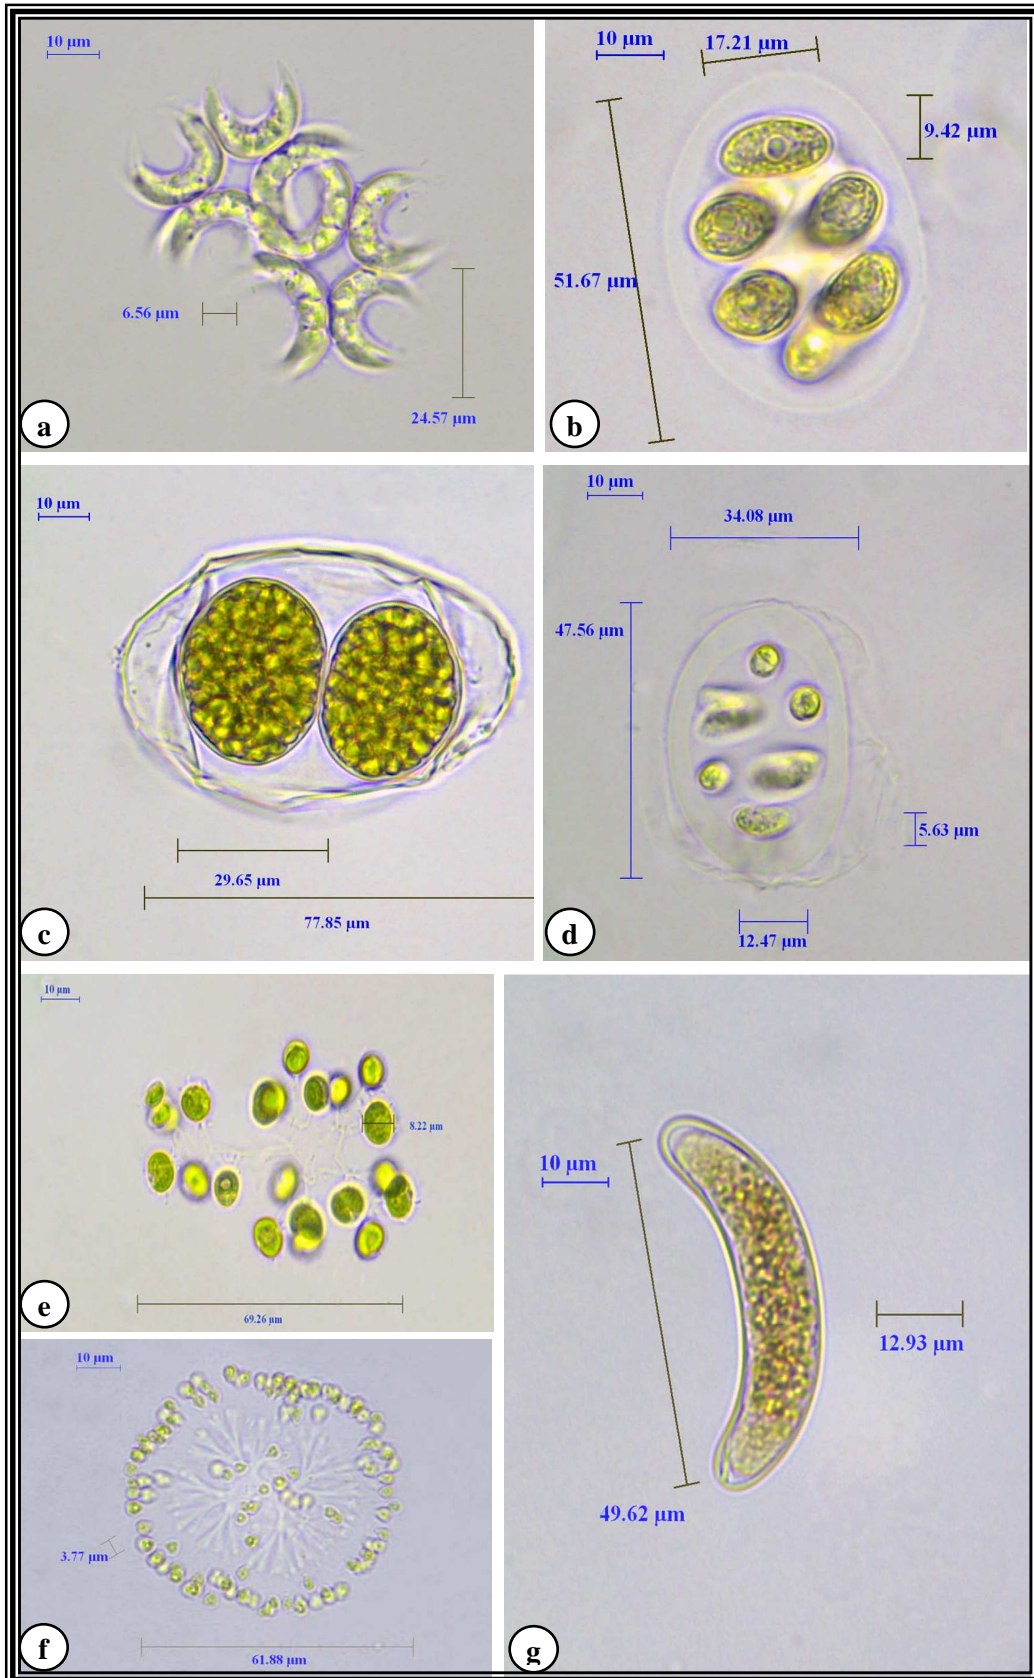 10 µm
6.56 µm
24.57 µm
a
10 µm
17.21 µm
9.42 µm
51.67 µm
b
10 µm
29.65 µm
77.85 µm
c
10 µm
34.08 µm
47.56 µm
5.63 µm
12.47 µm
d
10 µm
8.22 µm
69.26 µm
e
10 µm
3.77 µm
61.88 µm
f
10 µm
12.93 µm
49.62 µm
g